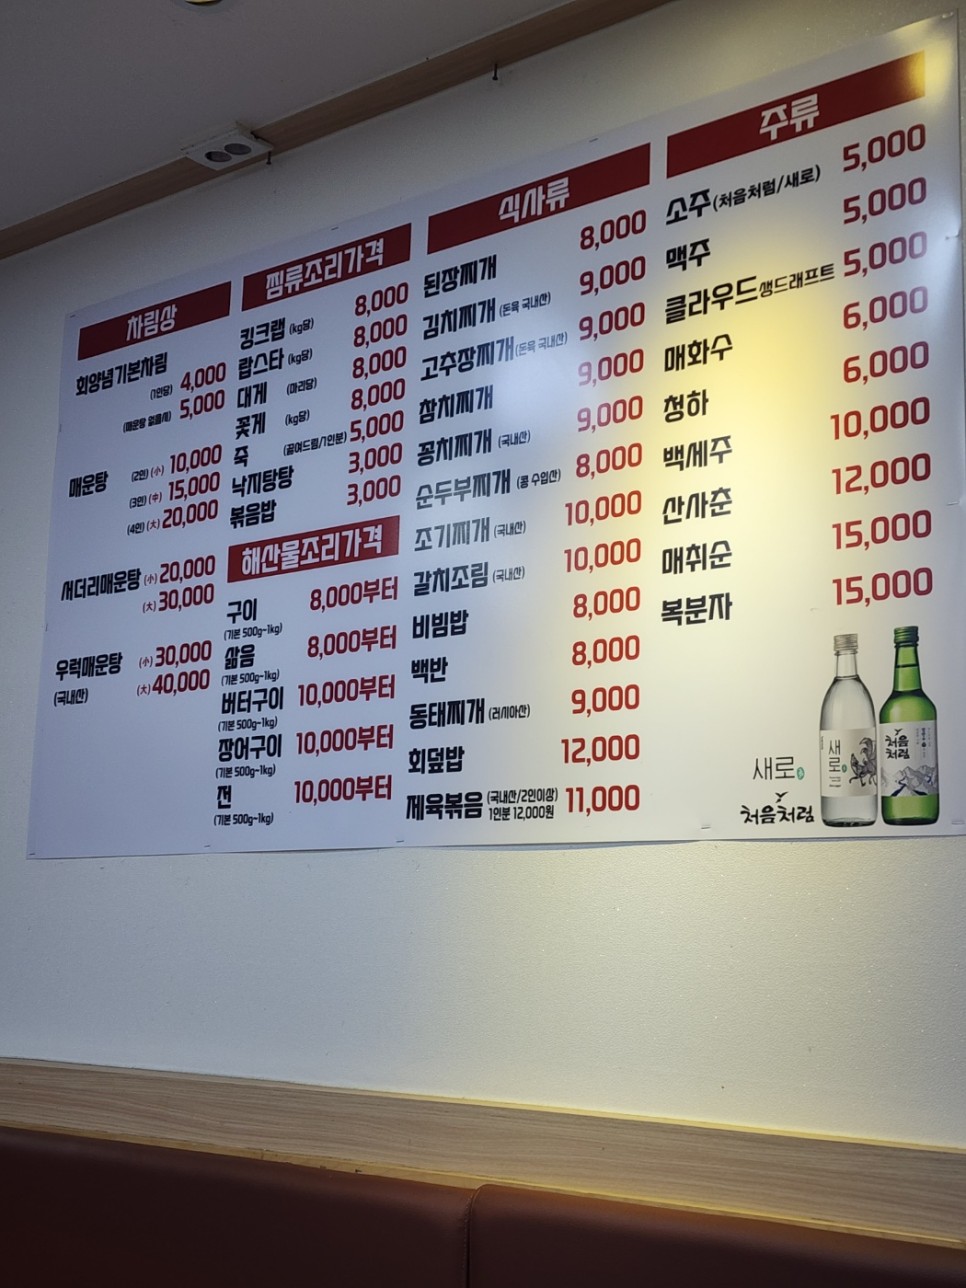 차림상
회양념기본차림
(1인당) 4,000
(매운탕 없을시) 5,000
매운탕 (2인) (小) 10,000
(3인) (中) 15,000
(4인) (大) 20,000
서더리매운탕 (小) 20,000
(大) 30,000
우럭매운탕 (小) 30,000
(국내산) (大) 40,000
찜류조리가격
킹크랩 (kg당) 8,000
랍스타 (kg당) 8,000
대게 (마리당) 8,000
꽃게 (kg당) 8,000
죽 (끓여드림/1인분) 5,000
낙지탕탕 3,000
볶음밥 3,000
해산물조리가격
구이 8,000부터
(기본 500g~1kg)
삶음 8,000부터
(기본 500g~1kg)
버터구이 10,000부터
(기본 500g~1kg)
장어구이 10,000부터
(기본 500g~1kg)
전 10,000부터
(기본 500g~1kg)
식사류
된장찌개 8,000
김치찌개 (돈육 국내산) 9,000
고추장찌개 (돈육 국내산) 9,000
참치찌개 9,000
꽁치찌개 (국내산) 9,000
순두부찌개 (콩 수입산) 8,000
조기찌개 (국내산) 10,000
갈치조림 (국내산) 10,000
비빔밥 8,000
백반 8,000
동태찌개 (러시아산) 9,000
회덮밥 12,000
제육볶음 (국내산/2인이상) 11,000
1인분 12,000원
주류
소주 (처음처럼/새로) 5,000
맥주 5,000
클라우드 생드래프트 5,000
매화수 6,000
청하 6,000
백세주 10,000
산사춘 12,000
매취순 15,000
복분자 15,000
새로
처음처럼
새로
처음처럼